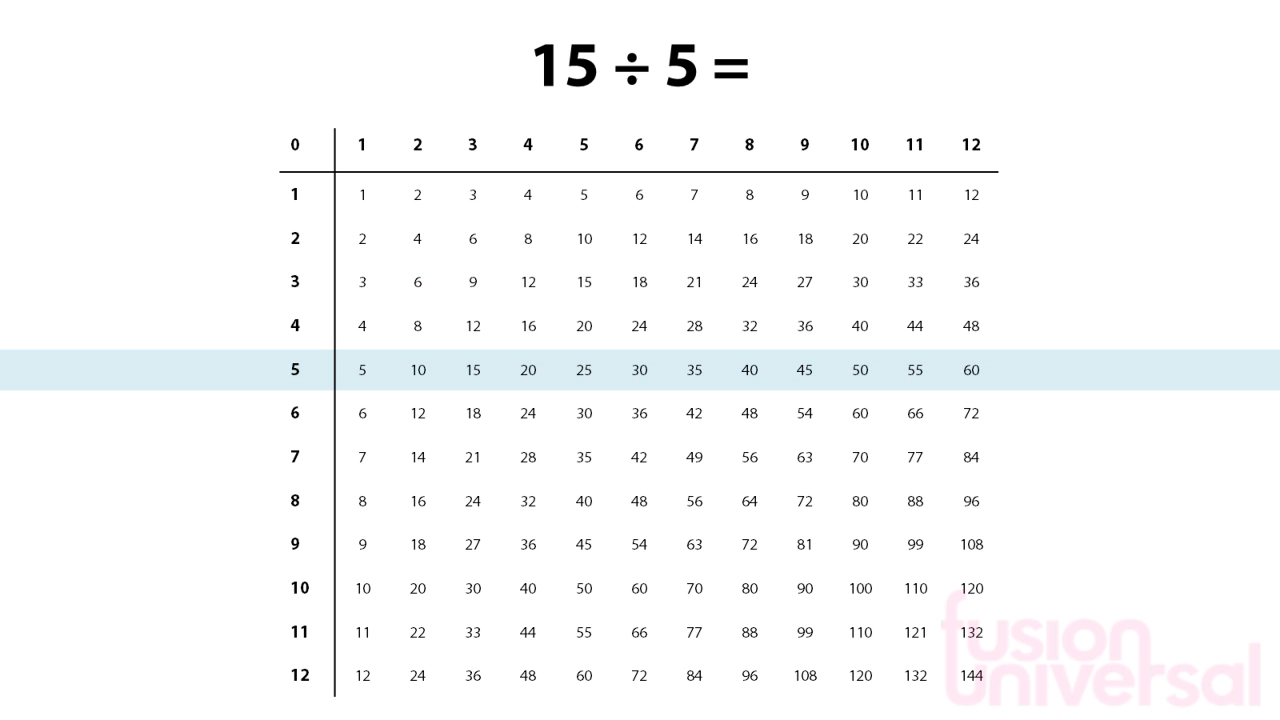 15 ÷ 5 =
0 1 2 3 4 5 6 7 8 9 10 11 12
1 1 2 3 4 5 6 7 8 9 10 11 12
2 2 4 6 8 10 12 14 16 18 20 22 24
3 3 6 9 12 15 18 21 24 27 30 33 36
4 4 8 12 16 20 24 28 32 36 40 44 48
5 5 10 15 20 25 30 35 40 45 50 55 60
6 6 12 18 24 30 36 42 48 54 60 66 72
7 7 14 21 28 35 42 49 56 63 70 77 84
8 8 16 24 32 40 48 56 64 72 80 88 96
9 9 18 27 36 45 54 63 72 81 90 99 108
10 10 20 30 40 50 60 70 80 90 100 110 120
11 11 22 33 44 55 66 77 88 99 110 121 132
12 12 24 36 48 60 72 84 96 108 120 132 144
fusion
universal